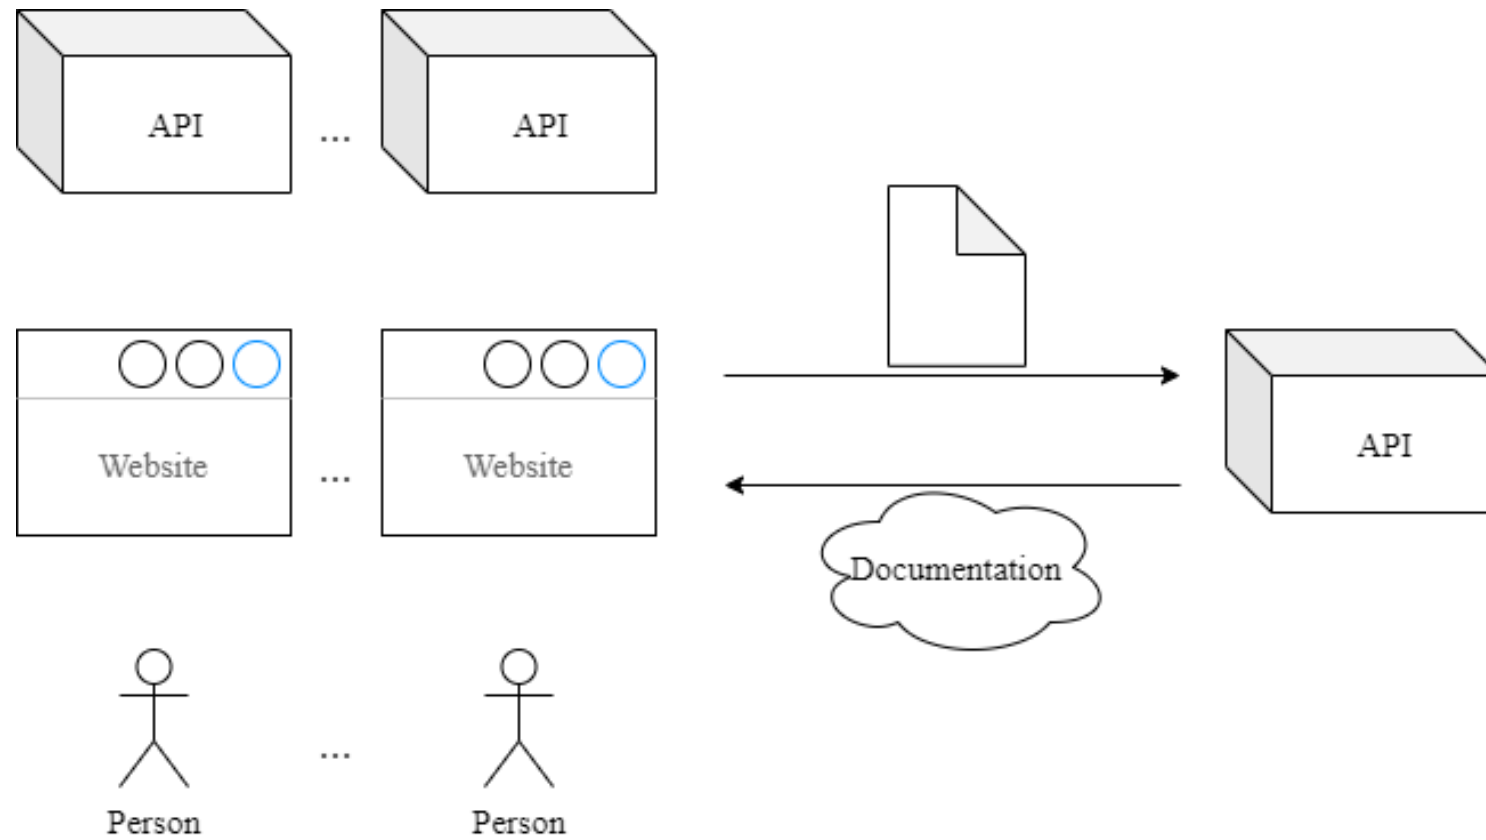 API ... API
Website ... Website
... 
Person Person
API
Documentation